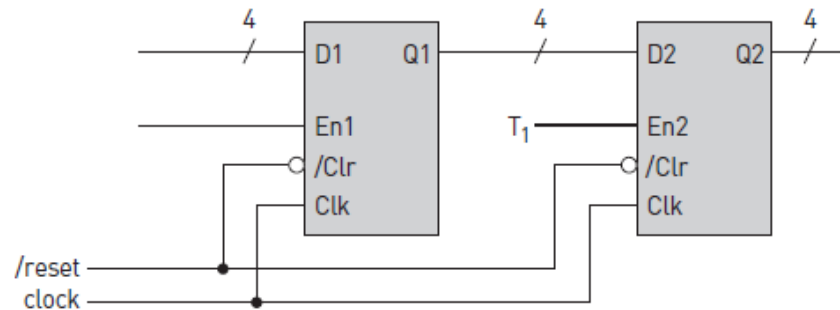 4 4 4
D1 Q1 D2 Q2
En1 T1 En2
/Clr /Clr
Clk Clk
/reset
clock